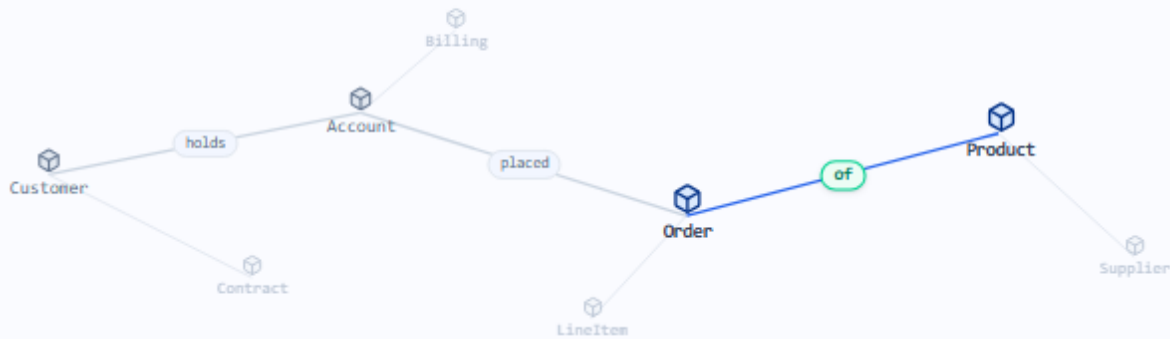 Billing
Account
holds
Product
placed
of
Customer
Order
Supplier
Contract
LineItem